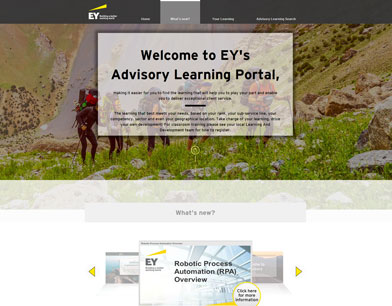 EY
Home
What's new?
Your Learning
Advisory Learning Search
Welcome to EY's
Advisory Learning Portal,
Making it easier for you to find the learning that will help you to play your part and enable
you to deliver exceptional client service.
The learning that best meets your needs, based on your rank, your sub-service line, your
competency, sector and even your geographical location. Take charge of your learning, drive
your own development! For classroom training please see your local Learning And
Development team for how to register.
What's new?
EY
Robotic Process
Automation (RPA)
Overview
Click here
for more
information